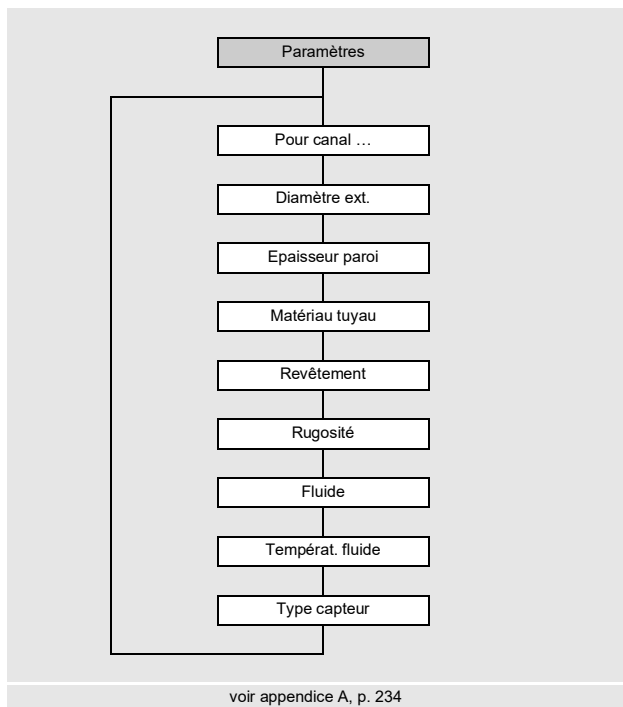 Paramètres
Pour canal …
Diamètre ext.
Epaisseur paroi
Matériau tuyau
Revêtement
Rugosité
Fluide
Températ. fluide
Type capteur
voir appendice A, p. 234